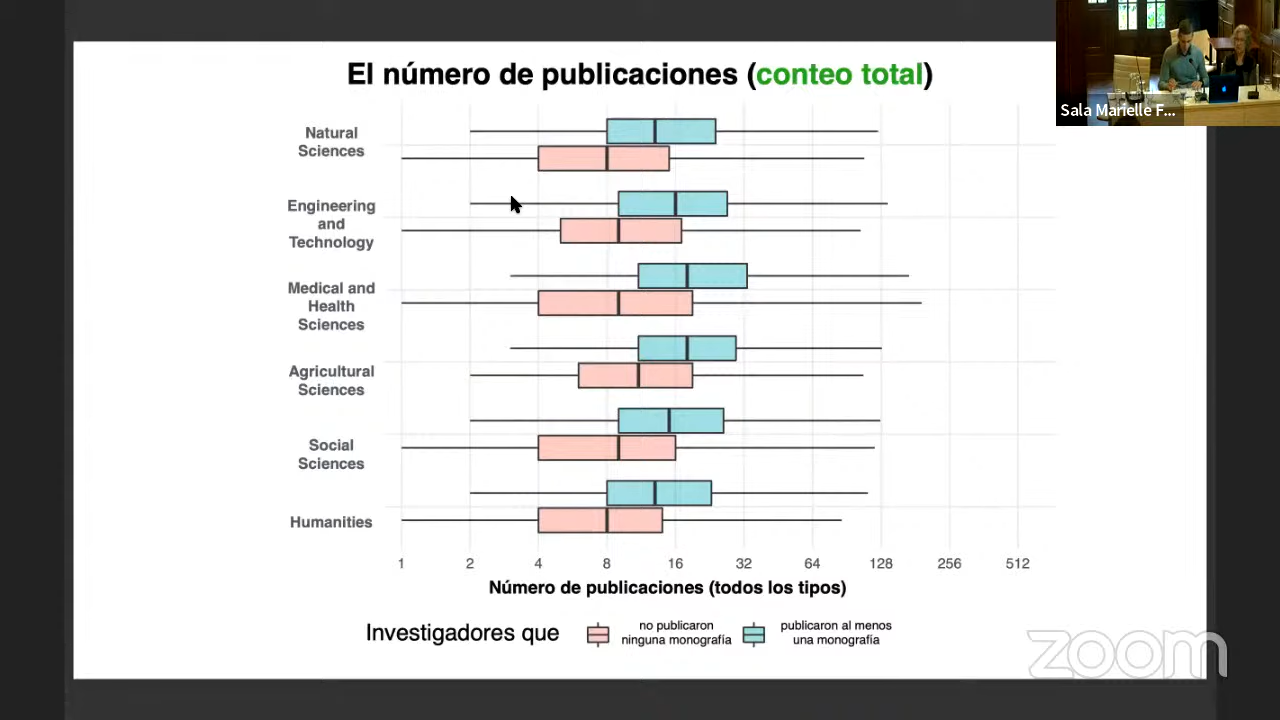 El número de publicaciones (conteo total)
Sala Marielle F...
Natural
Sciences
Engineering
and
Technology
Medical and
Health
Sciences
Agricultural
Sciences
Social
Sciences
Humanities
1 2 4 8 16 32 64 128 256 512
Número de publicaciones (todos los tipos)
Investigadores que
no publicaron
ninguna monografía
publicaron al menos
una monografía
zoom